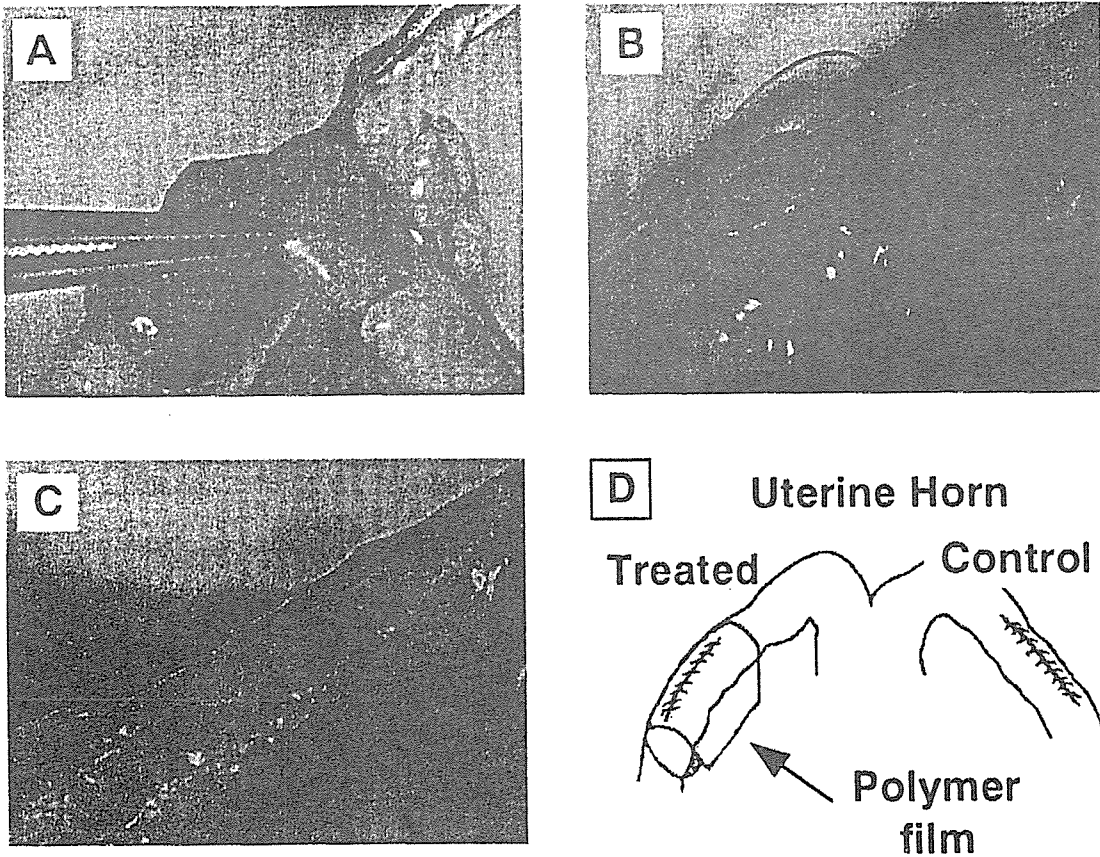 A
B
C
D
Uterine Horn
Treated
Control
Polymer
film